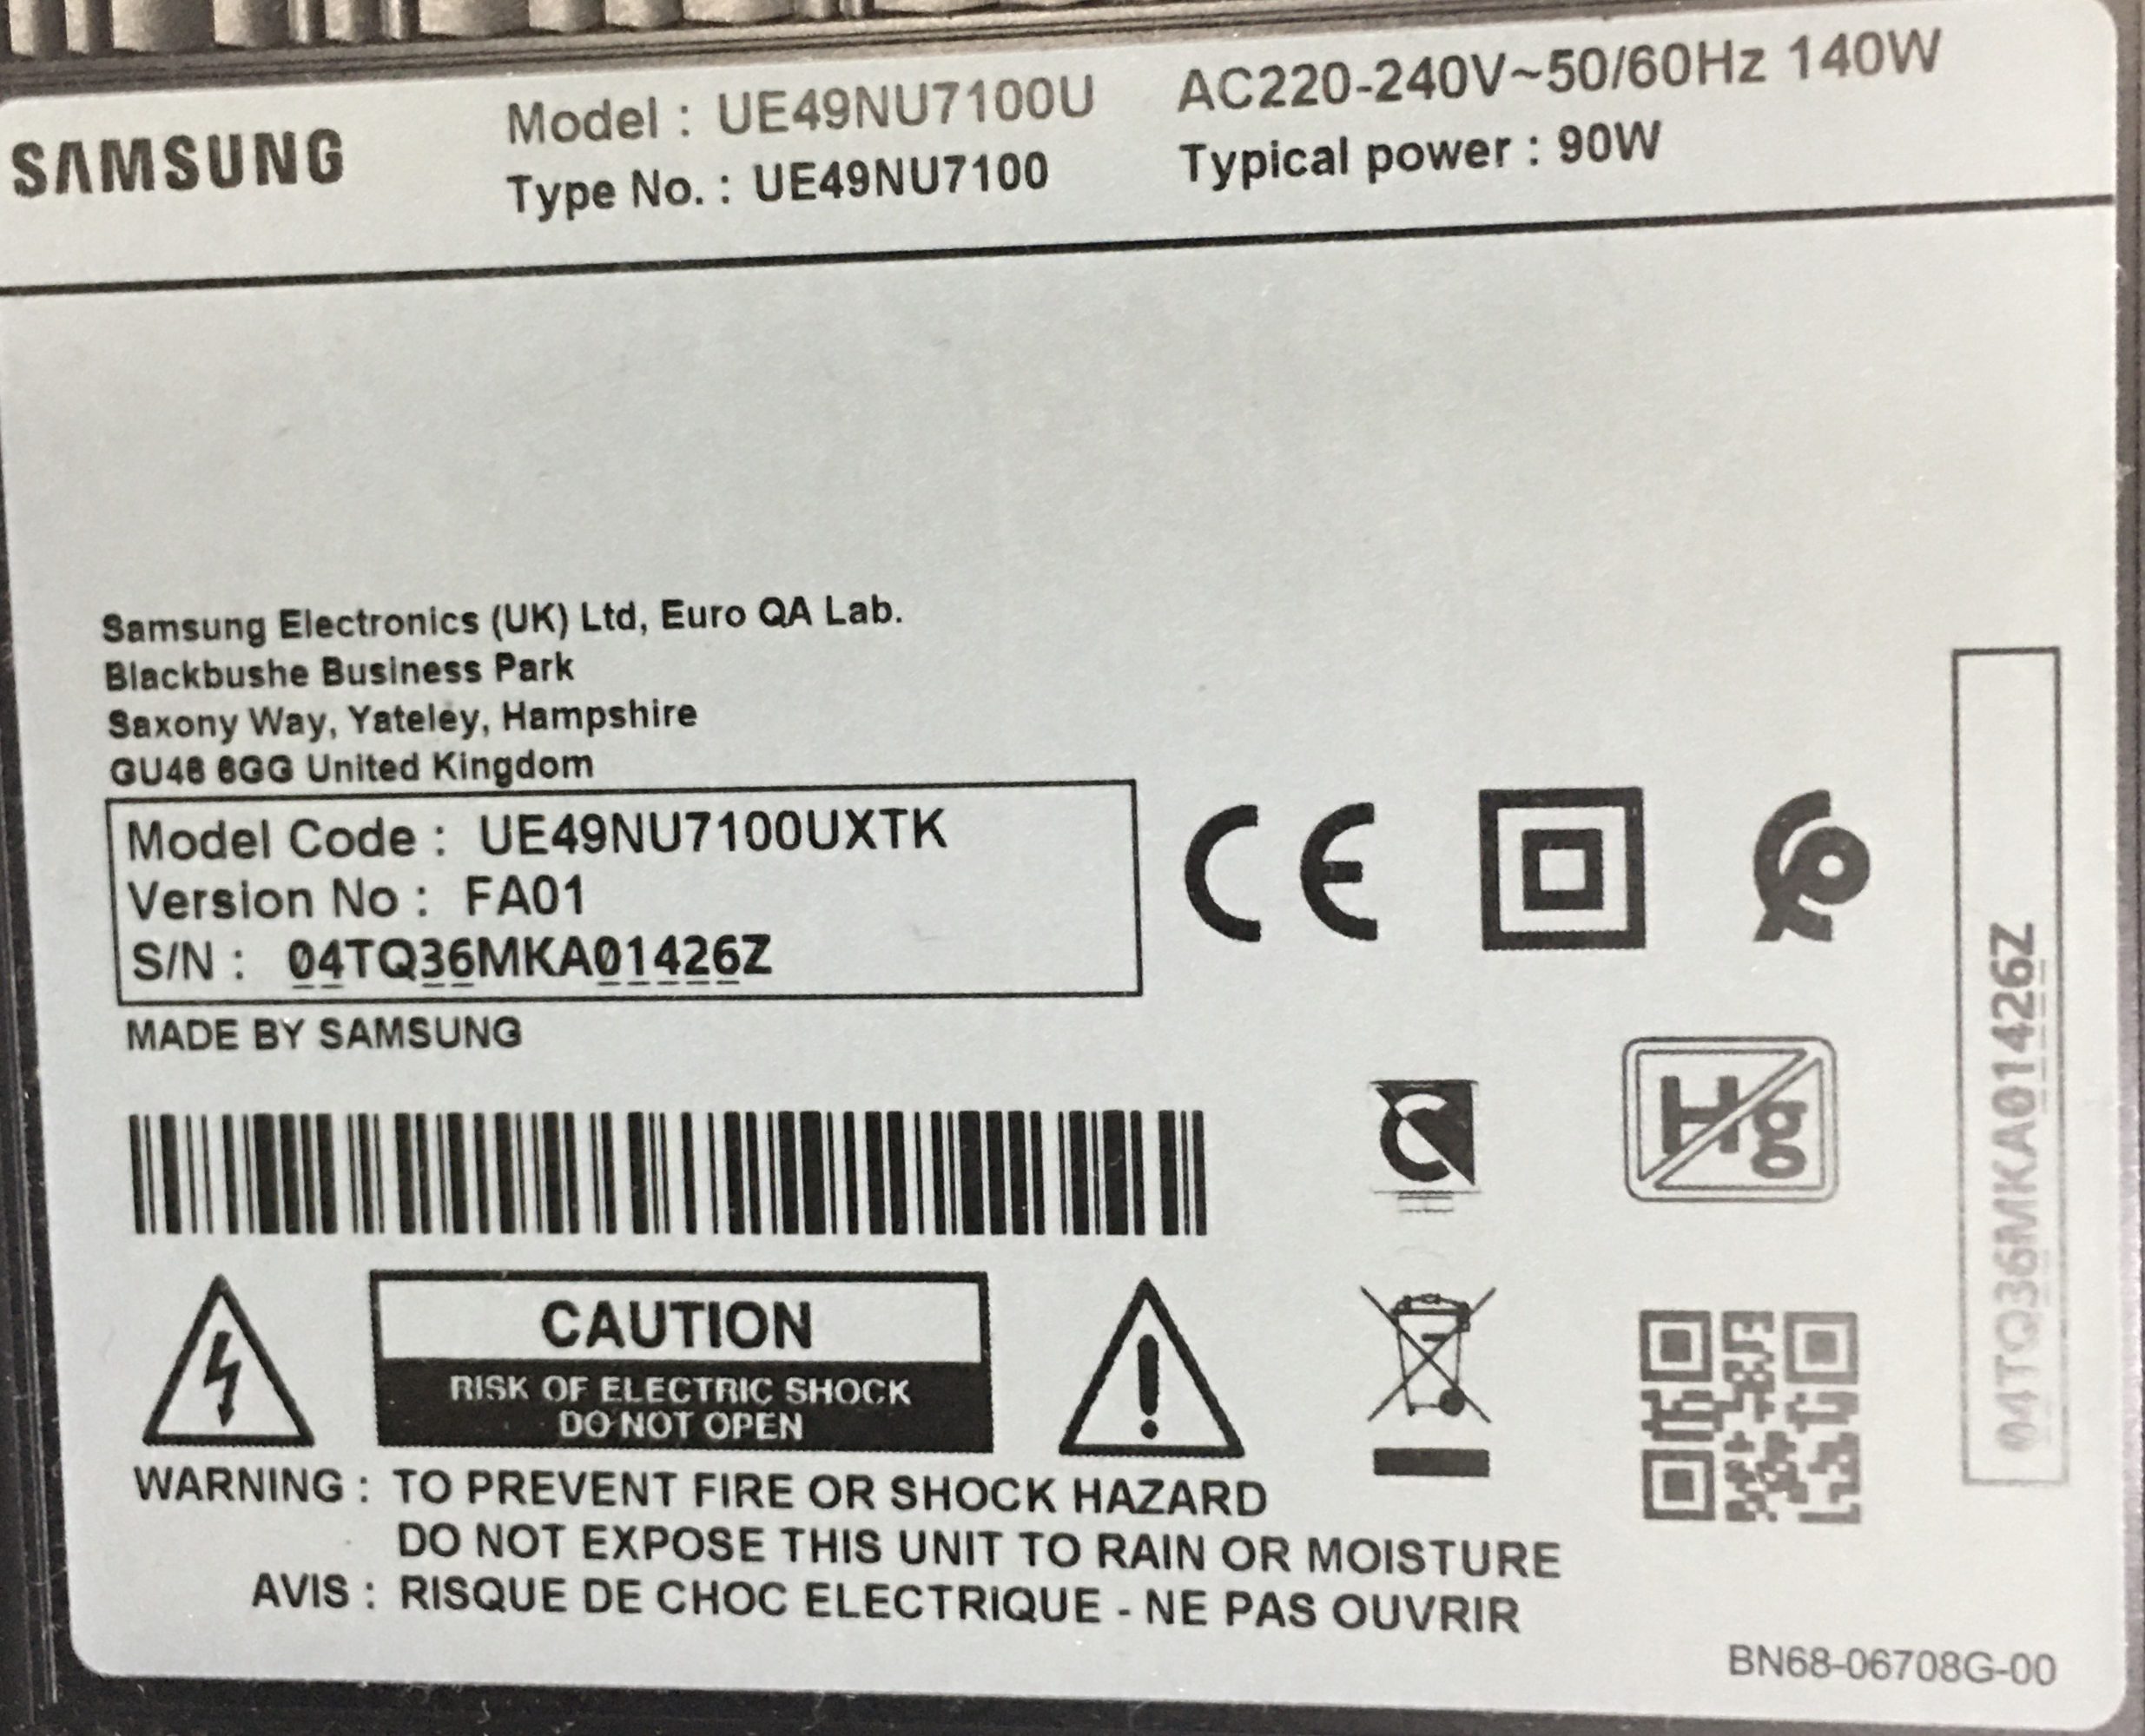 SAMSUNG
Model : UE49NU7100U
Type No. : UE49NU7100
AC220-240V~50/60Hz 140W
Typical power : 90W
Samsung Electronics (UK) Ltd, Euro QA Lab.
Blackbushe Business Park
Saxony Way, Yateley, Hampshire
GU46 6GG United Kingdom
Model Code : UE49NU7100UXTK
Version No : FA01
S/N : 04TQ36MKA01426Z
MADE BY SAMSUNG
CE
Hg
04TQ36MKA01426Z
CAUTION
RISK OF ELECTRIC SHOCK
DO NOT OPEN
WARNING : TO PREVENT FIRE OR SHOCK HAZARD
DO NOT EXPOSE THIS UNIT TO RAIN OR MOISTURE
AVIS : RISQUE DE CHOC ELECTRIQUE - NE PAS OUVRIR
BN68-06708G-00